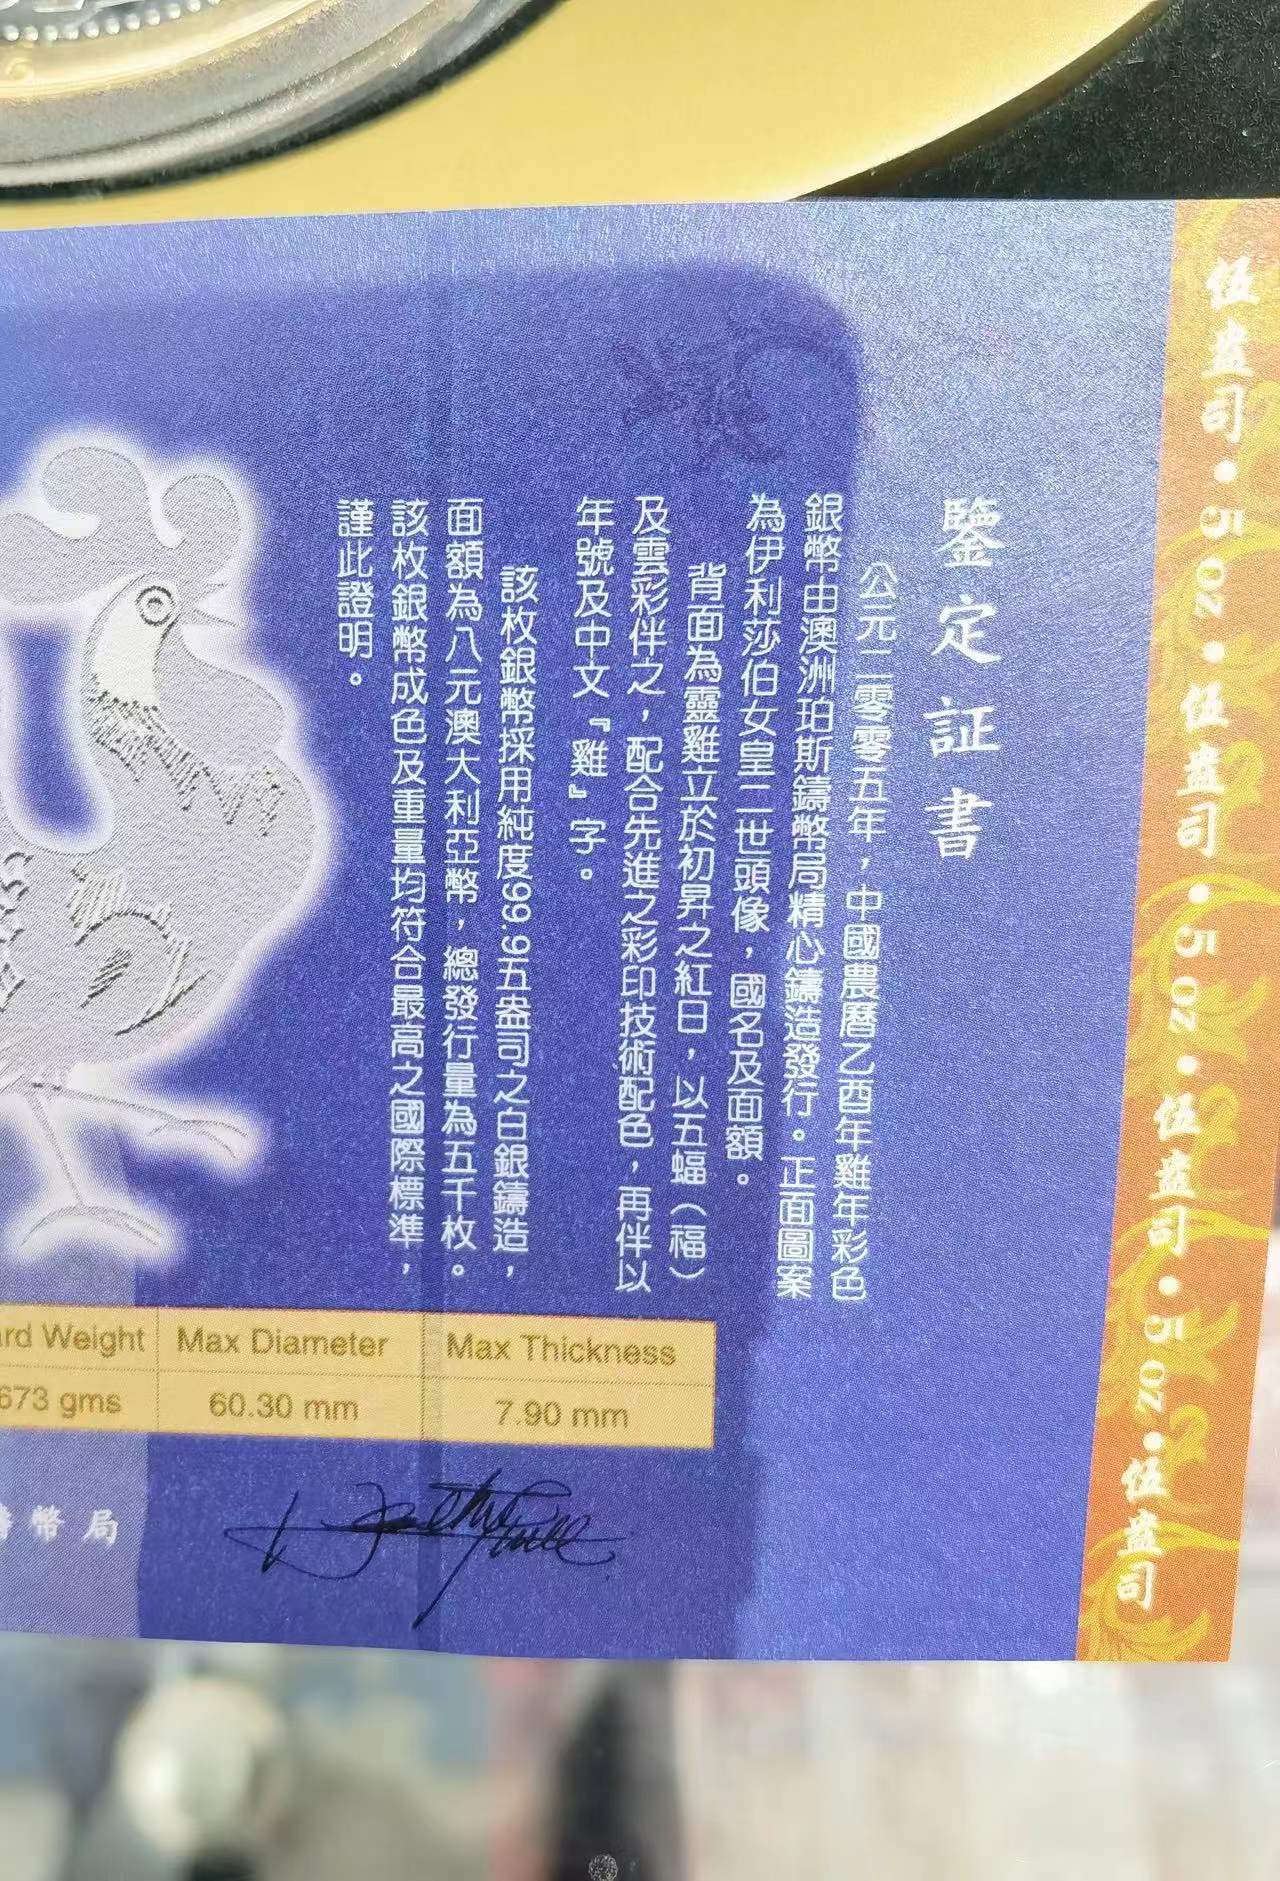 伍盎司·5 oz·伍盎司·5 oz·伍盎司·5 oz·伍盎司
鑒定証書
公元二零零五年，中國農曆乙酉年雞年彩色
銀幣由澳洲珀斯鑄幣局精心鑄造發行。正面圖案
為伊利莎伯女皇二世頭像，國名及面額。
背面為靈雞立於初昇之紅日，以五蝠（福）
及雲彩伴之，配合先進之彩印技術配色，再伴以
年號及中文『雞』字。
該枚銀幣採用純度99.9五盎司之白銀鑄造，
面額為八元澳大利亞幣，總發行量為五千枚。
該枚銀幣成色及重量均符合最高之國際標準，
謹此證明。
Weight Max Diameter Max Thickness
673 gms 60.30 mm 7.90 mm
幣局